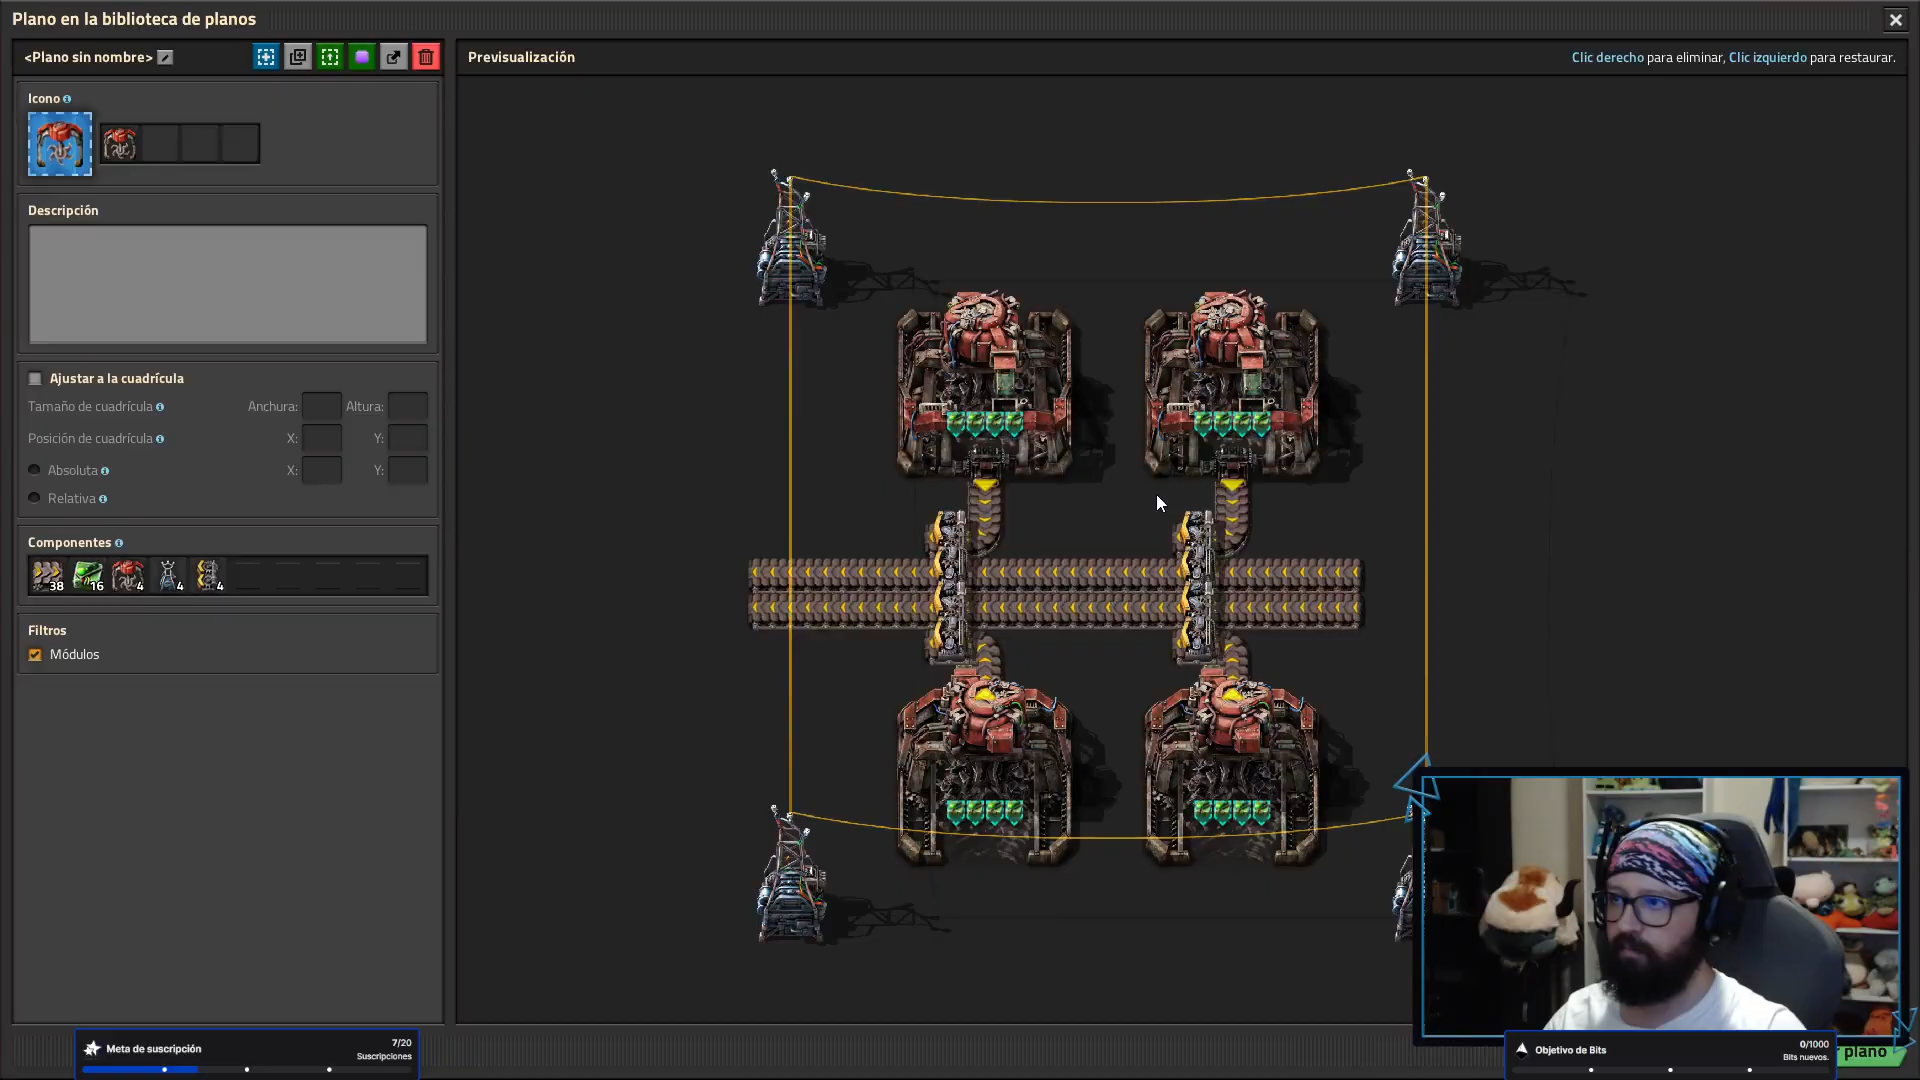 Plano en la biblioteca de planos
<Plano sin nombre>
Previsualización
Clic derecho para eliminar, Clic izquierdo para restaurar.
Icono
Descripción
Ajustar a la cuadrícula
Tamaño de cuadrícula Anchura: Altura:
Posición de cuadrícula X: Y:
Absoluta X: Y:
Relativa
Componentes
38 16 4 4 4
Filtros
Módulos
Meta de suscripción
7/20
Suscripciones
Objetivo de Bits
0/1000
Bits nuevos.
plano